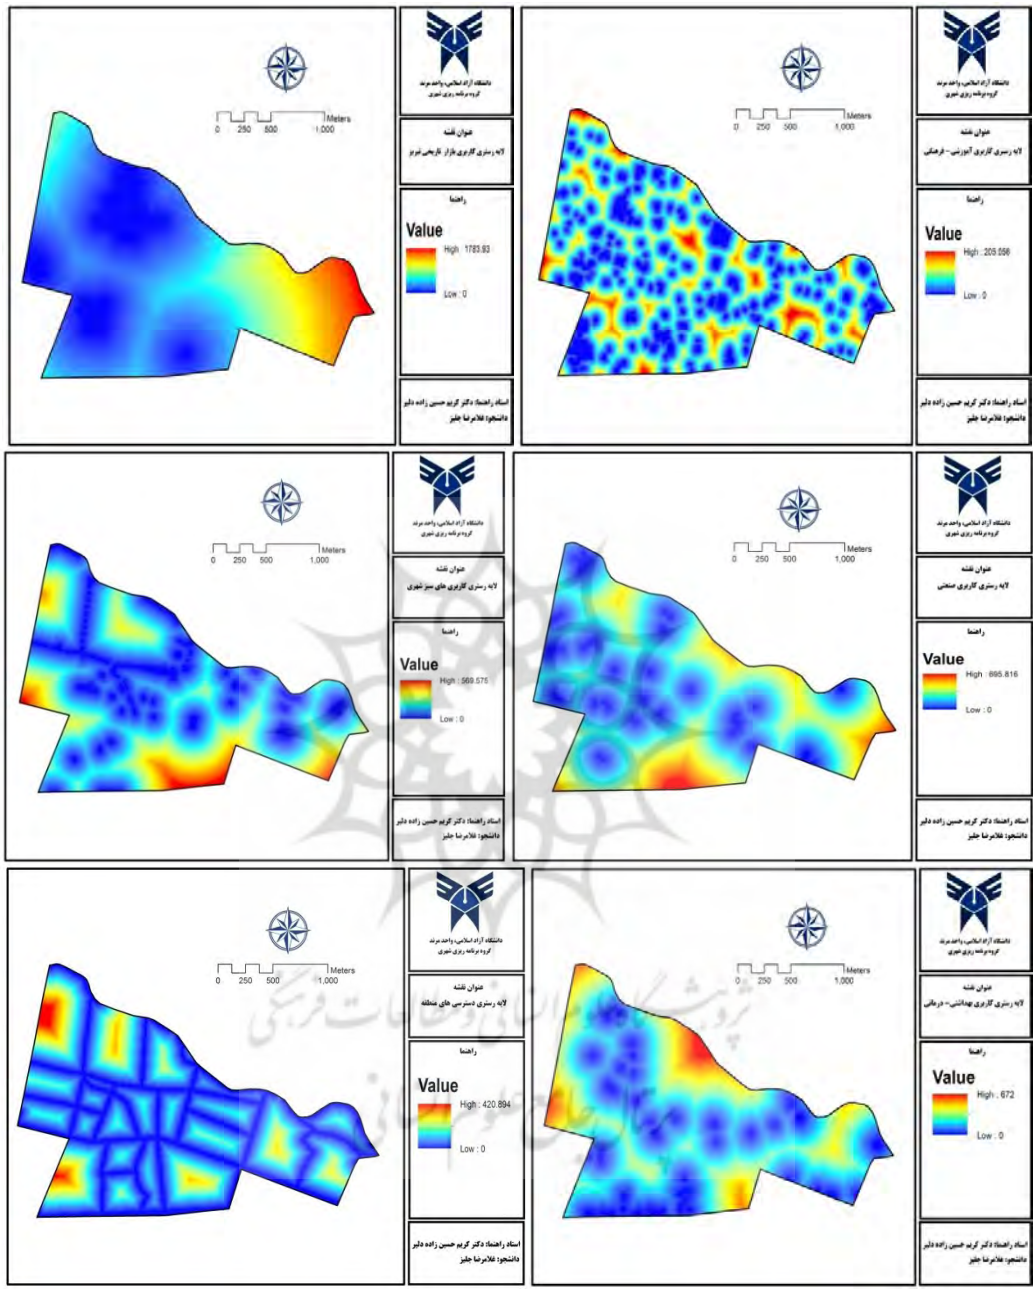 دانشگاه آزاد اسلامی، واحد مرند
گروه برنامه ریزی شهری
عنوان نقشه
لایه رستری کاربری بازار تاریخی تبریز
راهنما
Value
High : 1783.93
Low : 0
Meters
0 250 500 1,000
استاد راهنما: دکتر کریم حسین زاده دلیر
دانشجو: غلامرضا جلیز
دانشگاه آزاد اسلامی، واحد مرند
گروه برنامه ریزی شهری
عنوان نقشه
لایه رستری کاربری آموزشی - فرهنگی
راهنما
Value
High : 205.056
Low : 0
Meters
0 250 500 1,000
استاد راهنما: دکتر کریم حسین زاده دلیر
دانشجو: غلامرضا جلیز
دانشگاه آزاد اسلامی، واحد مرند
گروه برنامه ریزی شهری
عنوان نقشه
لایه رستری کاربری های سبز شهری
راهنما
Value
High : 569.575
Low : 0
Meters
0 250 500 1,000
استاد راهنما: دکتر کریم حسین زاده دلیر
دانشجو: غلامرضا جلیز
دانشگاه آزاد اسلامی، واحد مرند
گروه برنامه ریزی شهری
عنوان نقشه
لایه رستری کاربری صنعتی
راهنما
Value
High : 695.816
Low : 0
Meters
0 250 500 1,000
استاد راهنما: دکتر کریم حسین زاده دلیر
دانشجو: غلامرضا جلیز
دانشگاه آزاد اسلامی، واحد مرند
گروه برنامه ریزی شهری
عنوان نقشه
لایه رستری دسترسی های منطقه
راهنما
Value
High : 420.894
Low : 0
Meters
0 250 500 1,000
استاد راهنما: دکتر کریم حسین زاده دلیر
دانشجو: غلامرضا جلیز
دانشگاه آزاد اسلامی، واحد مرند
گروه برنامه ریزی شهری
عنوان نقشه
لایه رستری کاربری بهداشتی - درمانی
راهنما
Value
High : 672
Low : 0
Meters
0 250 500 1,000
استاد راهنما: دکتر کریم حسین زاده دلیر
دانشجو: غلامرضا جلیز
پژوهشگاه علوم انسانی و مطالعات فرهنگی
پرتال جامع علوم انسانی